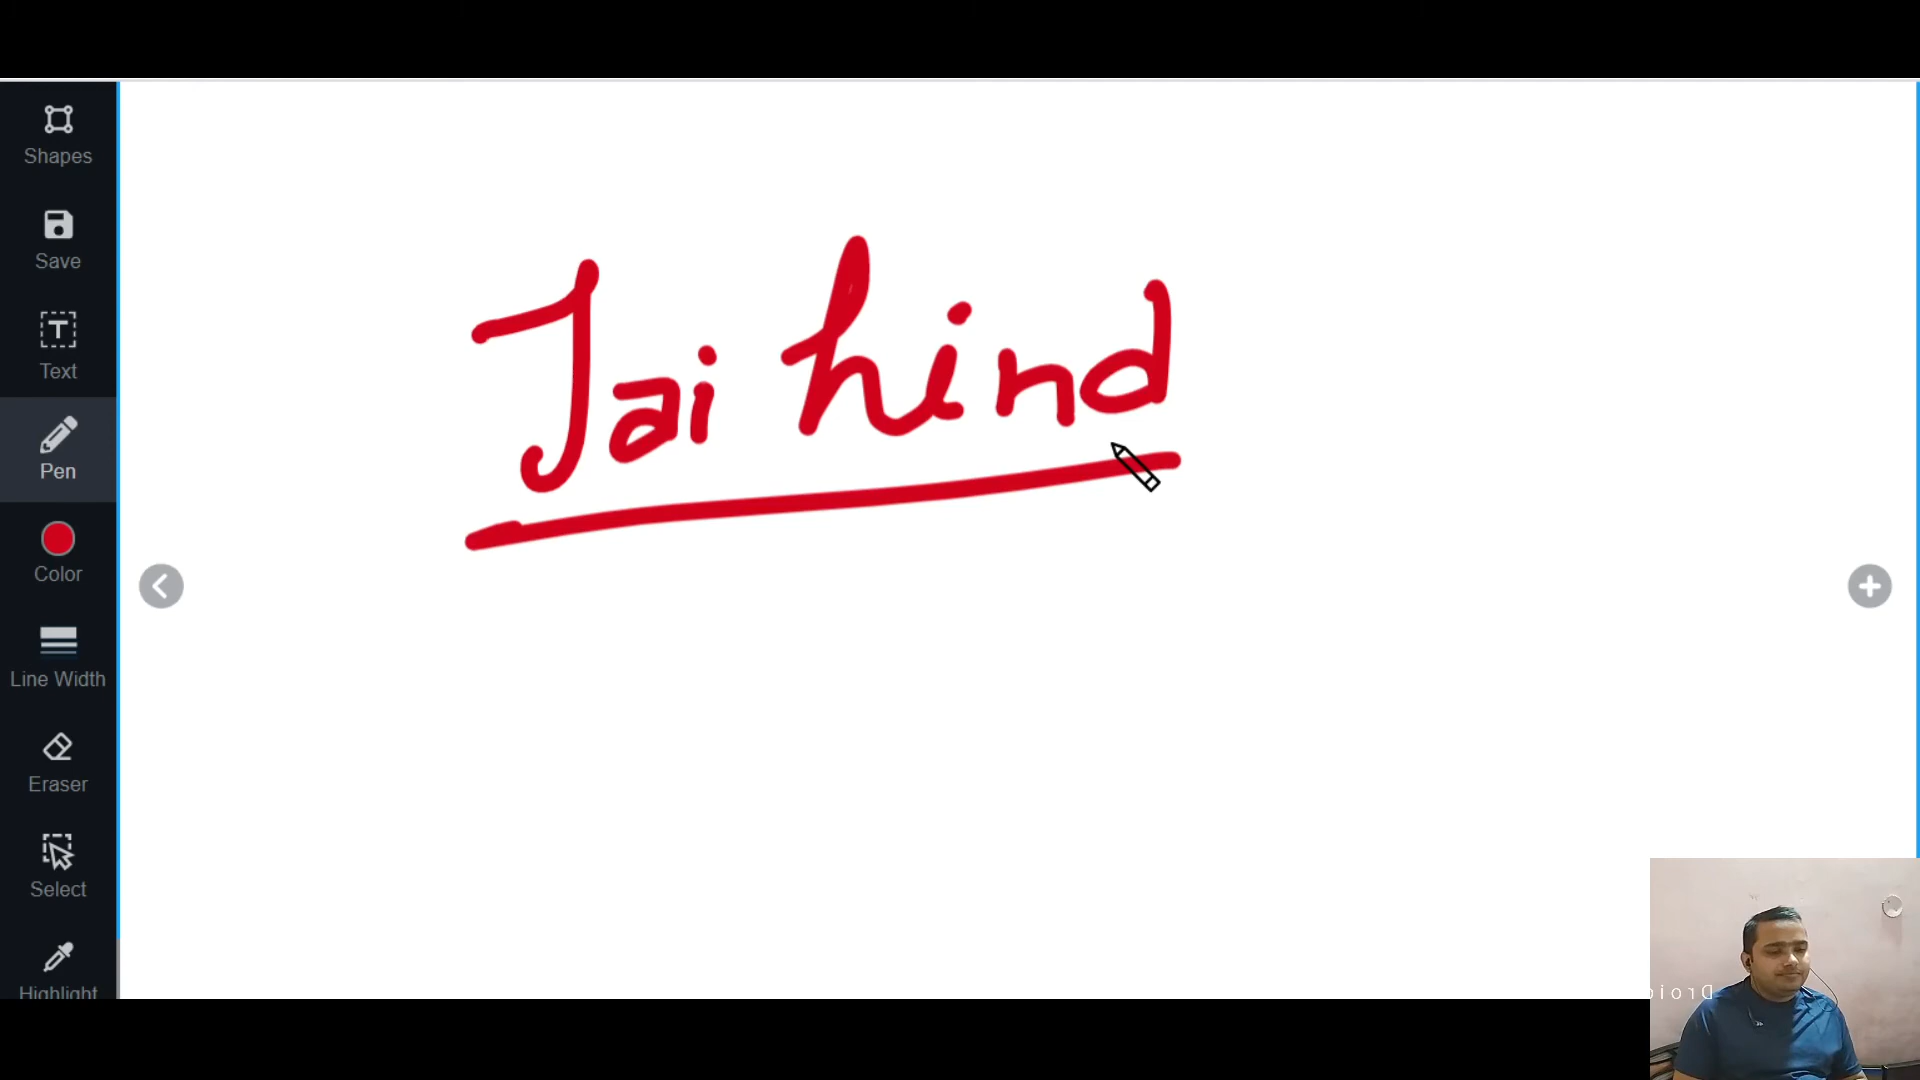 Shapes
Save
Text
Pen
Color
Line Width
Eraser
Select
Highlight
Jai hind